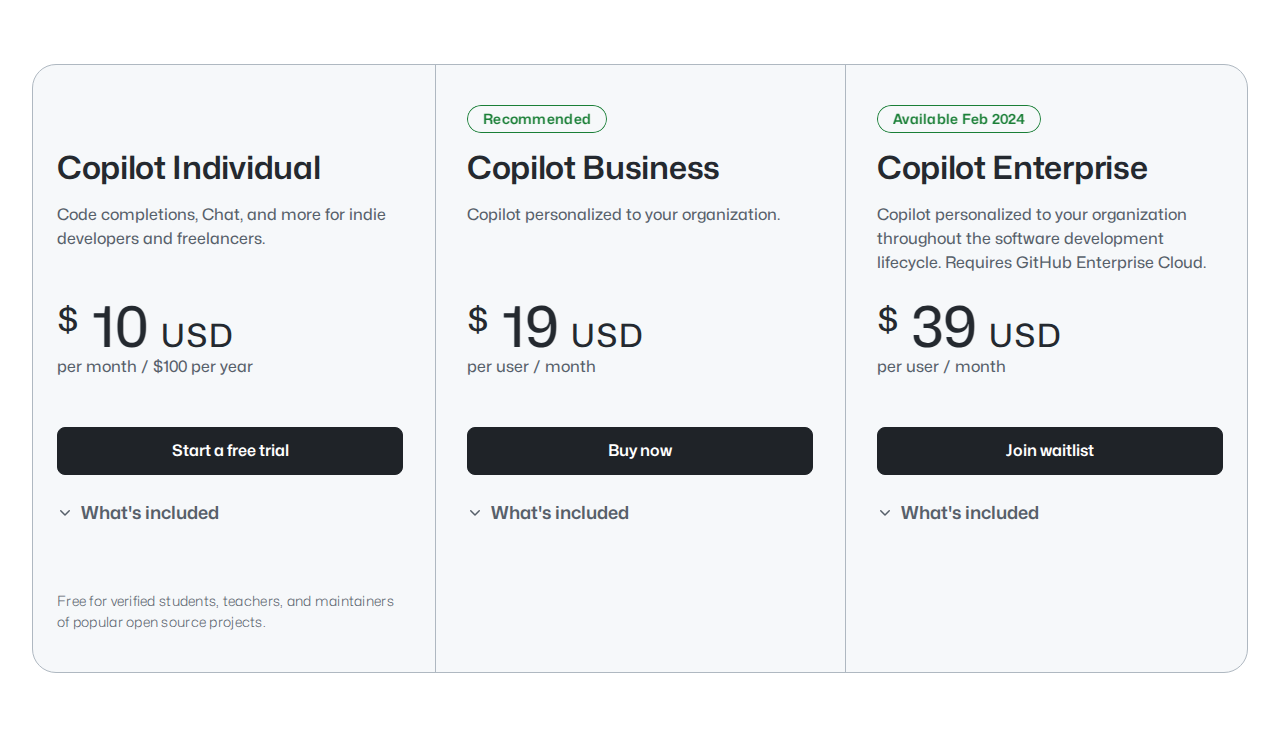 Copilot Individual
Code completions, Chat, and more for indie
developers and freelancers.
$ 10 USD
per month / $100 per year
Start a free trial
What's included
Free for verified students, teachers, and maintainers
of popular open source projects.
Recommended
Copilot Business
Copilot personalized to your organization.
$ 19 USD
per user / month
Buy now
What's included
Available Feb 2024
Copilot Enterprise
Copilot personalized to your organization
throughout the software development
lifecycle. Requires GitHub Enterprise Cloud.
$ 39 USD
per user / month
Join waitlist
What's included